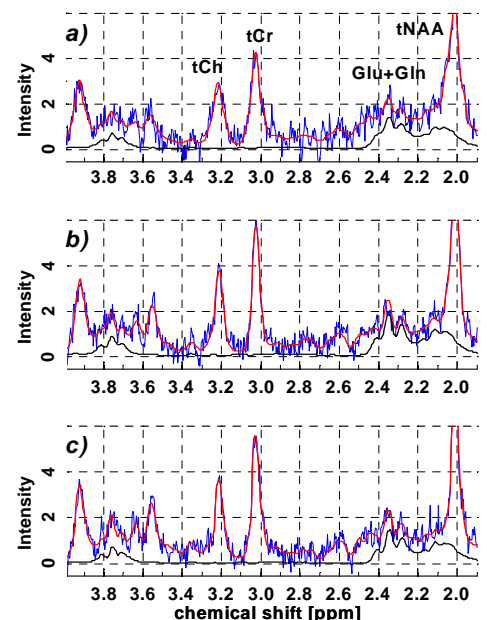 a)
tCh
tCr
tNAA
Glu+Gln
Intensity
4
2
0
3.8 3.6 3.4 3.2 3.0 2.8 2.6 2.4 2.2 2.0
b)
Intensity
4
2
0
3.8 3.6 3.4 3.2 3.0 2.8 2.6 2.4 2.2 2.0
c)
Intensity
4
2
0
3.8 3.6 3.4 3.2 3.0 2.8 2.6 2.4 2.2 2.0
chemical shift [ppm]